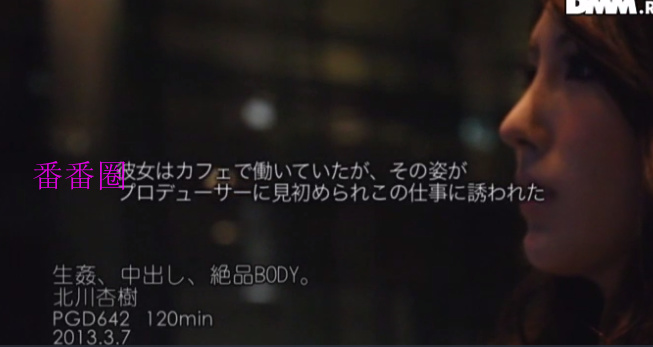 DMM.R
番番圈
彼女はカフェで働いていたが、その姿が
プロデューサーに見初められこの仕事に誘われた
生姦、中出し、絶品BODY。
北川杏樹
PGD642 120min
2013.3.7